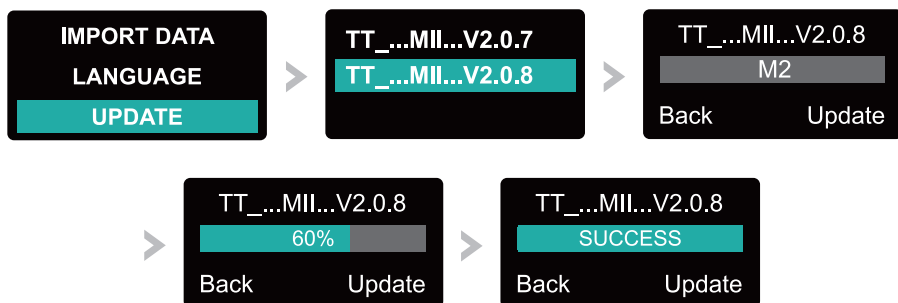 IMPORT DATA
LANGUAGE
UPDATE
TT_...MII...V2.0.7
TT_...MII...V2.0.8
TT_...MII...V2.0.8
M2
Back Update
TT_...MII...V2.0.8
60%
Back Update
TT_...MII...V2.0.8
SUCCESS
Back Update